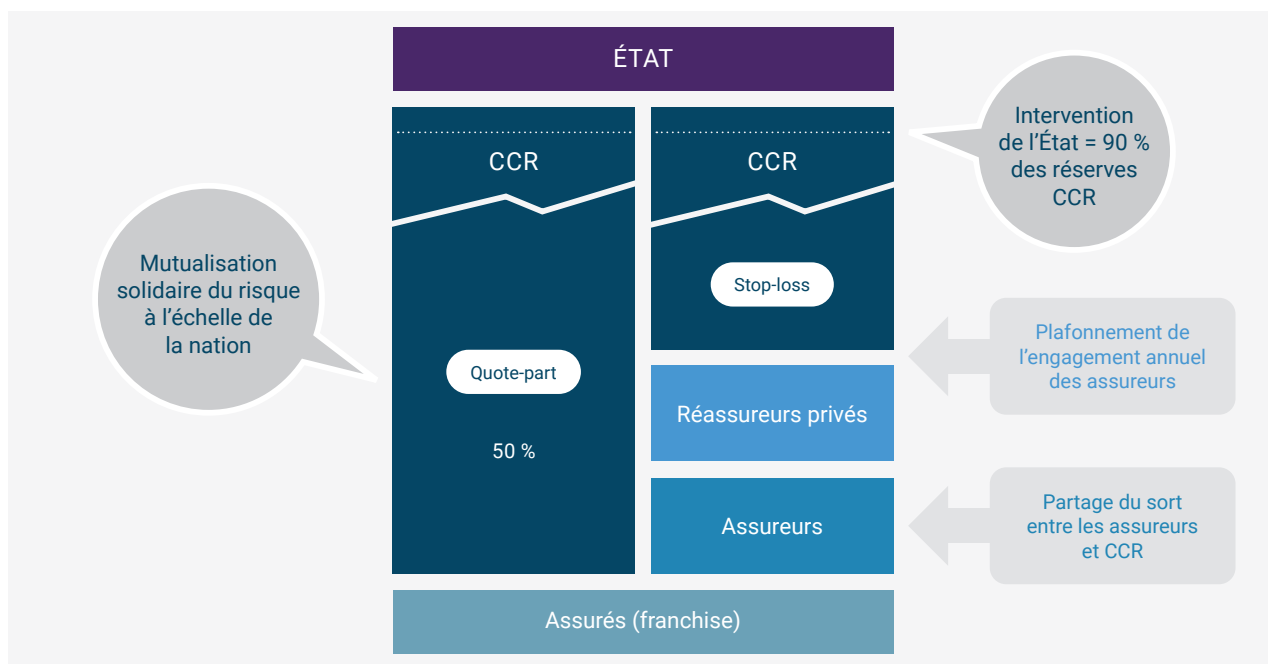 ÉTAT
CCR
CCR
Intervention
de l'État = 90 %
des réserves
CCR
Mutualisation
solidaire du risque
à l'échelle de
la nation
Stop-loss
Quote-part
50 %
Plafonnement de
l'engagement annuel
des assureurs
Réassureurs privés
Assureurs
Partage du sort
entre les assureurs
et CCR
Assurés (franchise)